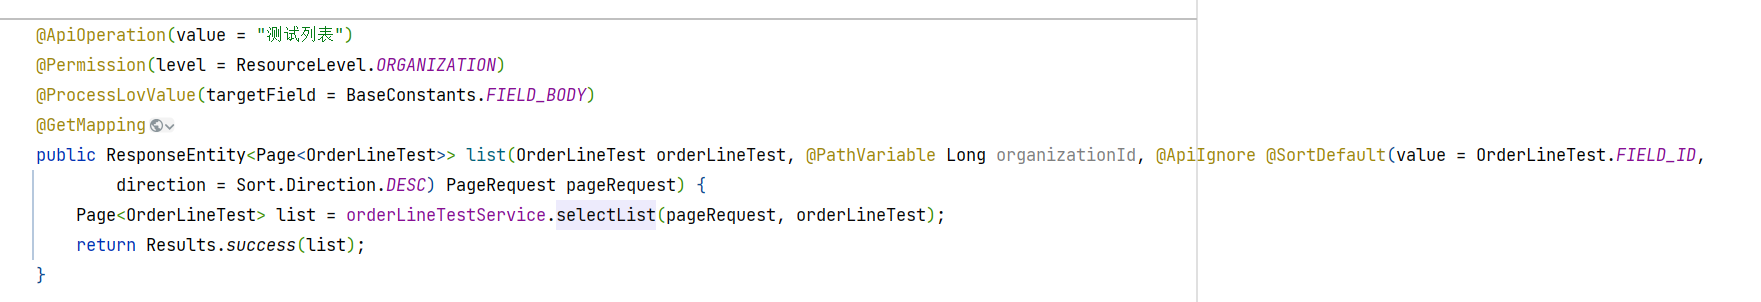 @ApiOperation(value = "测试列表")
@Permission(level = ResourceLevel.ORGANIZATION)
@ProcessLovValue(targetField = BaseConstants.FIELD_BODY)
@GetMapping
public ResponseEntity<Page<OrderLineTest>> list(OrderLineTest orderLineTest, @PathVariable Long organizationId, @ApiIgnore @SortDefault(value = OrderLineTest.FIELD_ID,
direction = Sort.Direction.DESC) PageRequest pageRequest) {
Page<OrderLineTest> list = orderLineTestService.selectList(pageRequest, orderLineTest);
return Results.success(list);
}